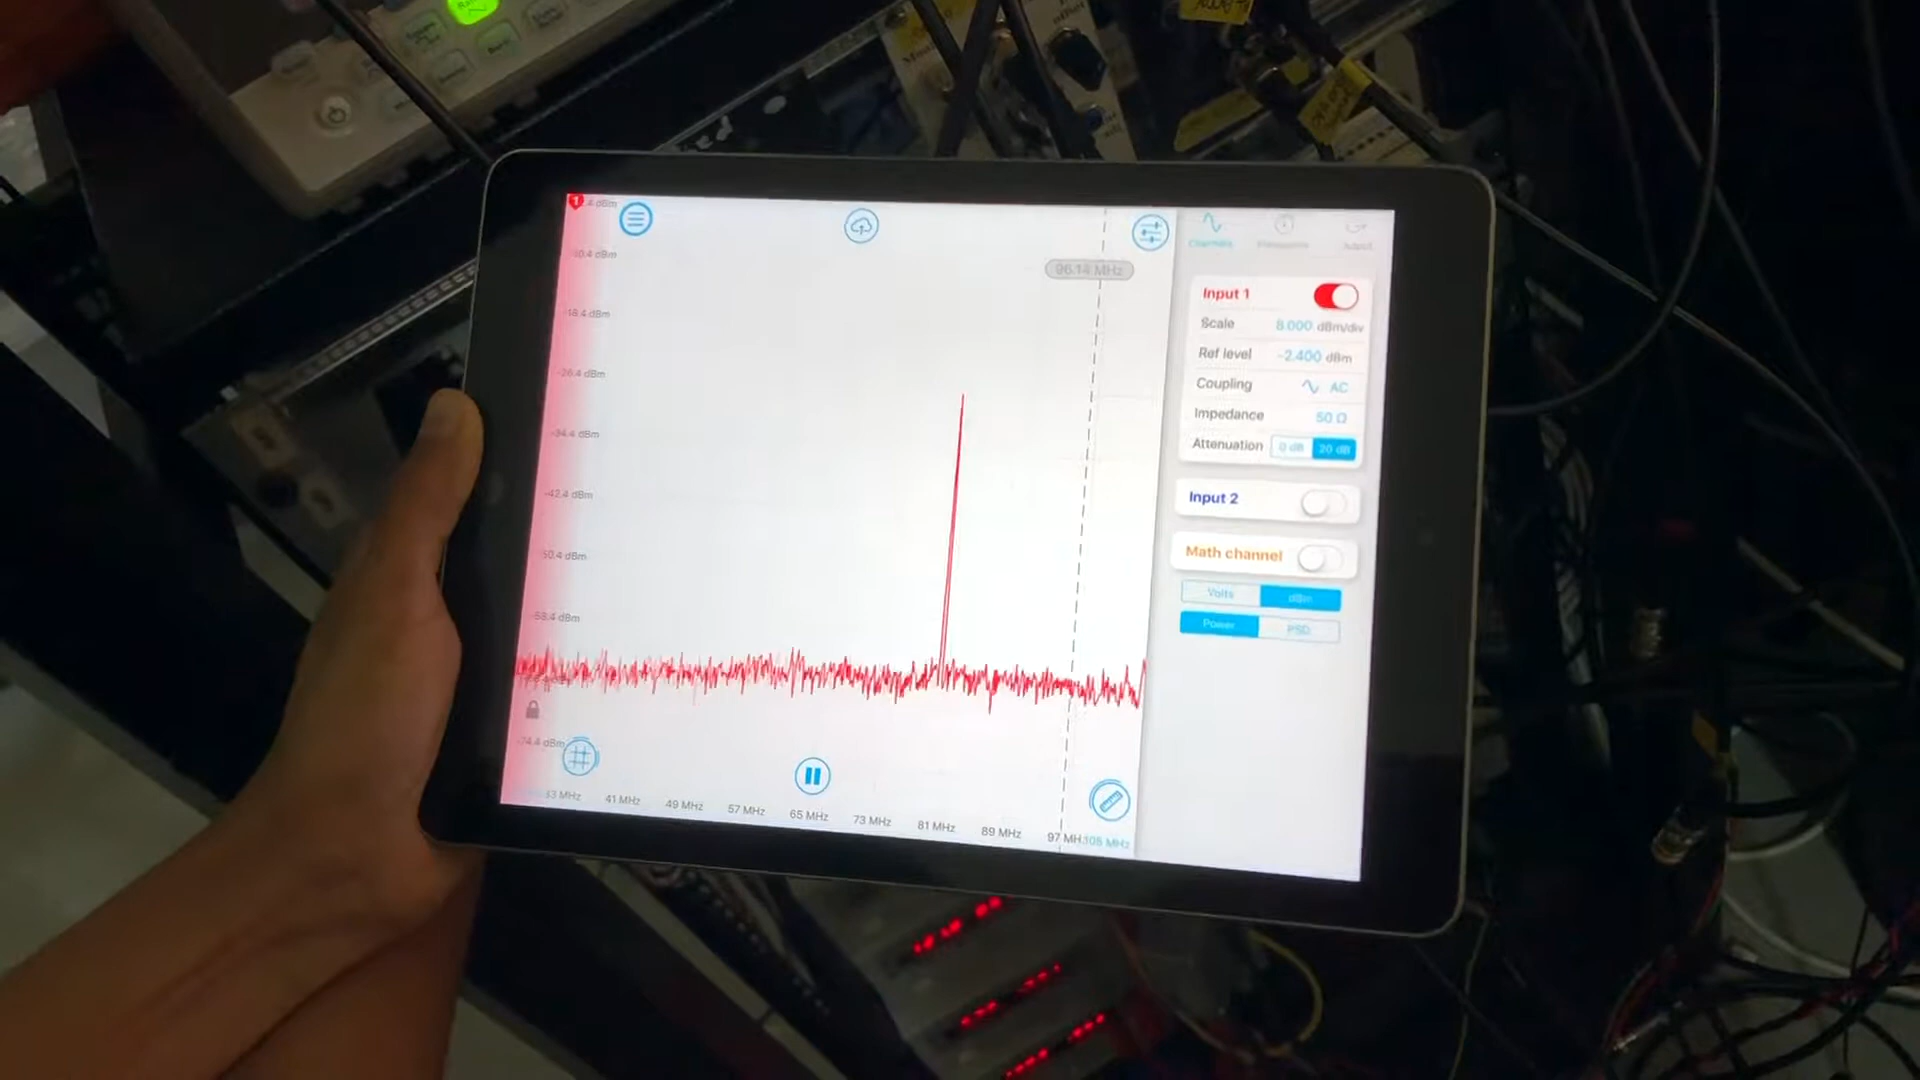 1
.4 dBm
-10.4 dBm
-18.4 dBm
-26.4 dBm
-34.4 dBm
-42.4 dBm
-50.4 dBm
-58.4 dBm
-74.4 dBm
96.14 MHz
33 MHz
41 MHz
49 MHz
57 MHz
65 MHz
73 MHz
81 MHz
89 MHz
97 MH
105 MHz
Channels
Output
Input 1
Scale 8.000 dBm/div
Ref level -2.400 dBm
Coupling AC
Impedance 50 Ω
Attenuation 0 dB 20 dB
Input 2
Math channel
Volts dBm
Power PSD